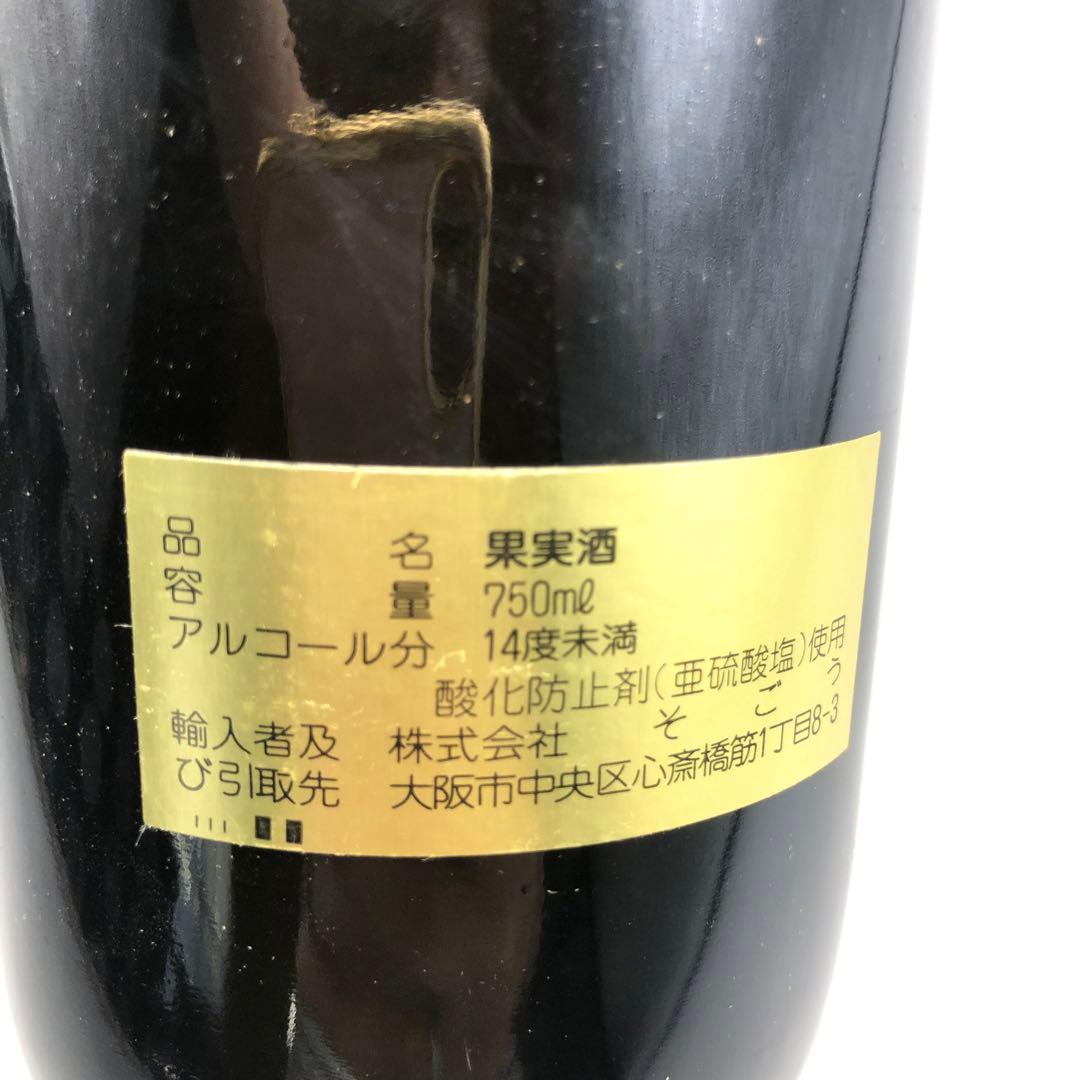 品名 果実酒
容量 750ml
アルコール分 14度未満
酸化防止剤(亜硫酸塩)使用
輸入者及 株式会社 そごう
び引取先 大阪市中央区心斎橋筋1丁目8-3